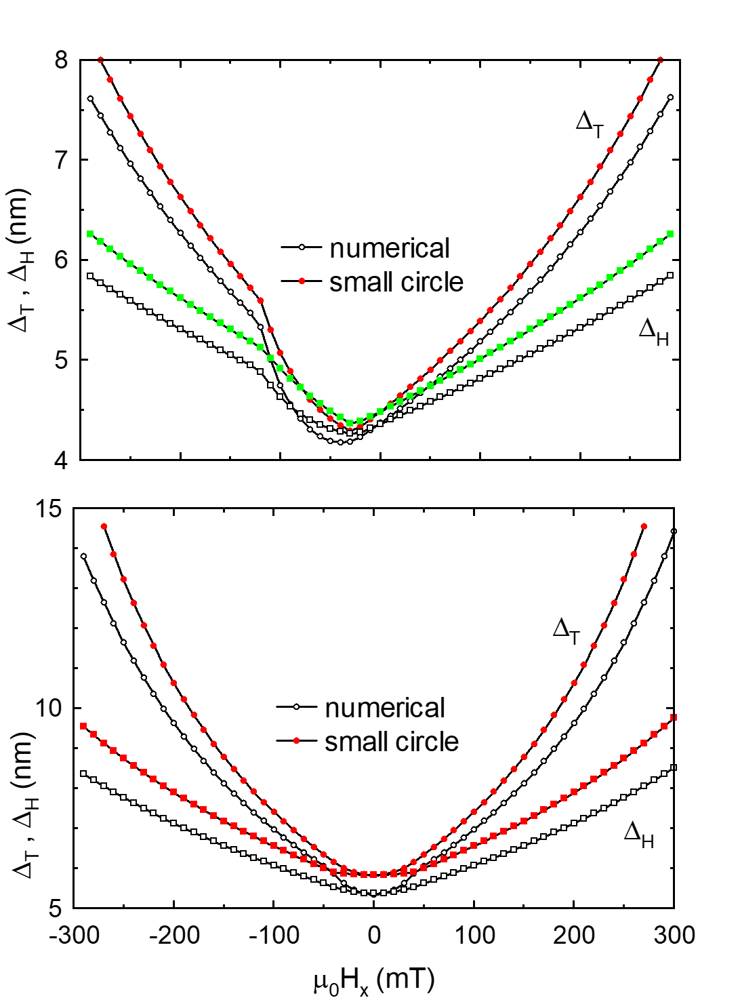 8
7
6
5
4
Δ_T , Δ_H (nm)
Δ_T
numerical
small circle
Δ_H
15
10
5
Δ_T , Δ_H (nm)
Δ_T
numerical
small circle
Δ_H
-300 -200 -100 0 100 200 300
μ₀Hₓ (mT)